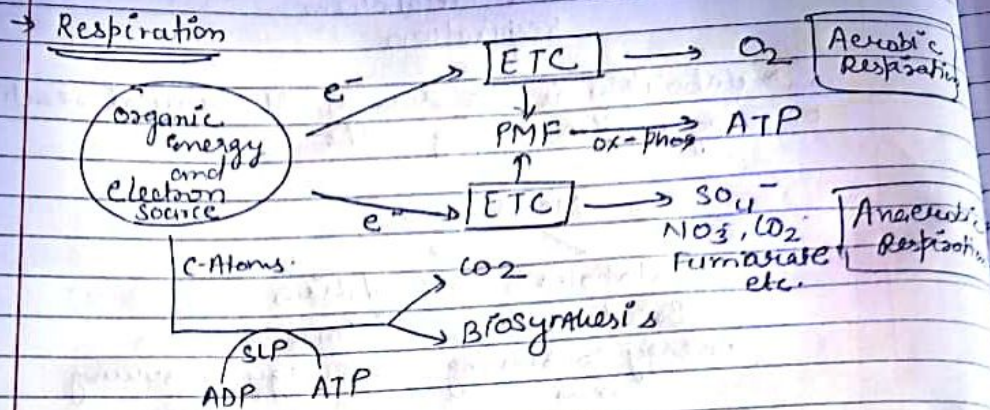 → Respiration
ETC → O2
Aerobic
Respiration
e-
Organic
Energy
and
Electron
Source
PMF → ATP
ox-phos.
e-
ETC → SO4-
NO3-, CO2
Fumarate
etc.
Anaerobic
Respiration
C-Atoms.
CO2
Biosynthesis
SLP
ADP ATP